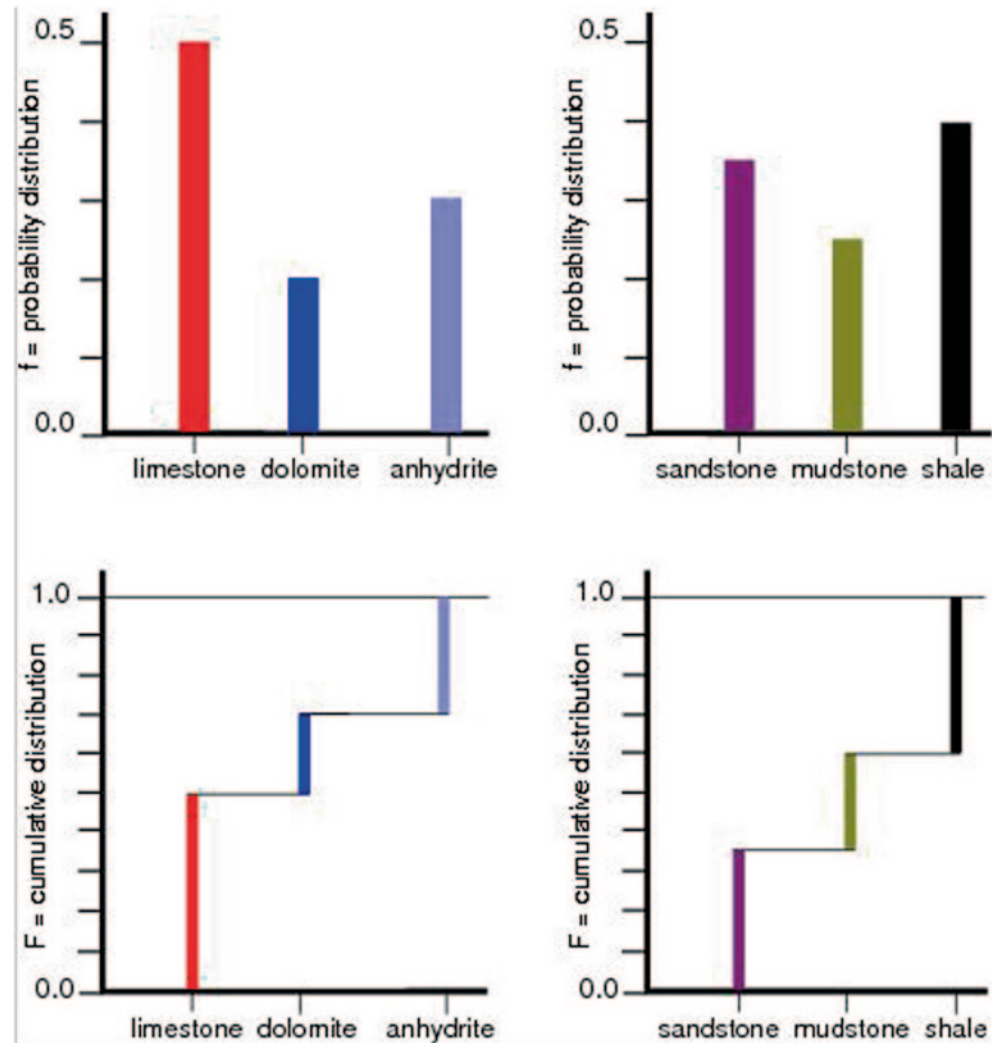 0.5
f = probability distribution
0.0
limestone dolomite anhydrite
0.5
f = probability distribution
0.0
sandstone mudstone shale
1.0
F = cumulative distribution
0.0
limestone dolomite anhydrite
1.0
F = cumulative distribution
0.0
sandstone mudstone shale